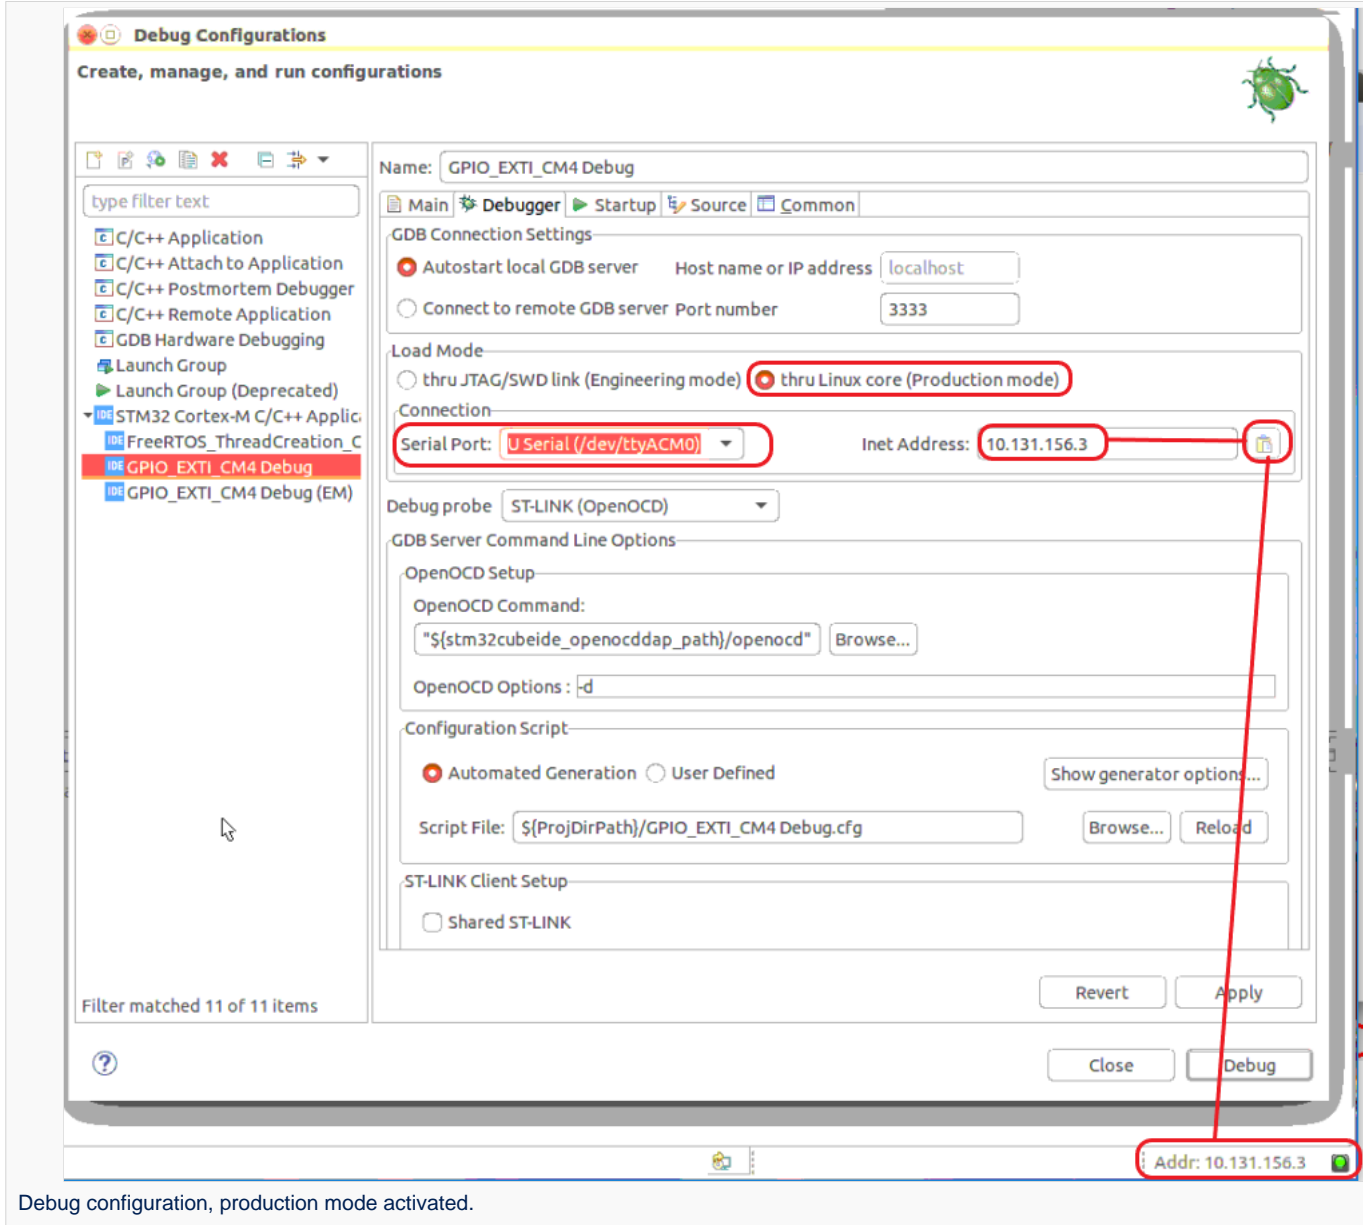 Debug Configurations
Create, manage, and run configurations
type filter text
C/C++ Application
C/C++ Attach to Application
C/C++ Postmortem Debugger
C/C++ Remote Application
GDB Hardware Debugging
Launch Group
Launch Group (Deprecated)
STM32 Cortex-M C/C++ Applic
FreeRTOS_ThreadCreation_C
GPIO_EXTI_CM4 Debug
GPIO_EXTI_CM4 Debug (EM)
Filter matched 11 of 11 items
Name: GPIO_EXTI_CM4 Debug
Main Debugger Startup Source Common
GDB Connection Settings
Autostart local GDB server Host name or IP address localhost
Connect to remote GDB server Port number 3333
Load Mode
thru JTAG/SWD link (Engineering mode) thru Linux core (Production mode)
Connection
Serial Port: U Serial (/dev/ttyACM0) Inet Address: 10.131.156.3
Debug probe ST-LINK (OpenOCD)
GDB Server Command Line Options
OpenOCD Setup
OpenOCD Command:
"${stm32cubeide_openocddap_path}/openocd" Browse...
OpenOCD Options : -d
Configuration Script
Automated Generation User Defined Show generator options...
Script File: ${ProjDirPath}/GPIO_EXTI_CM4 Debug.cfg Browse... Reload
ST-LINK Client Setup
Shared ST-LINK
Revert Apply
Close Debug
Addr: 10.131.156.3
Debug configuration, production mode activated.